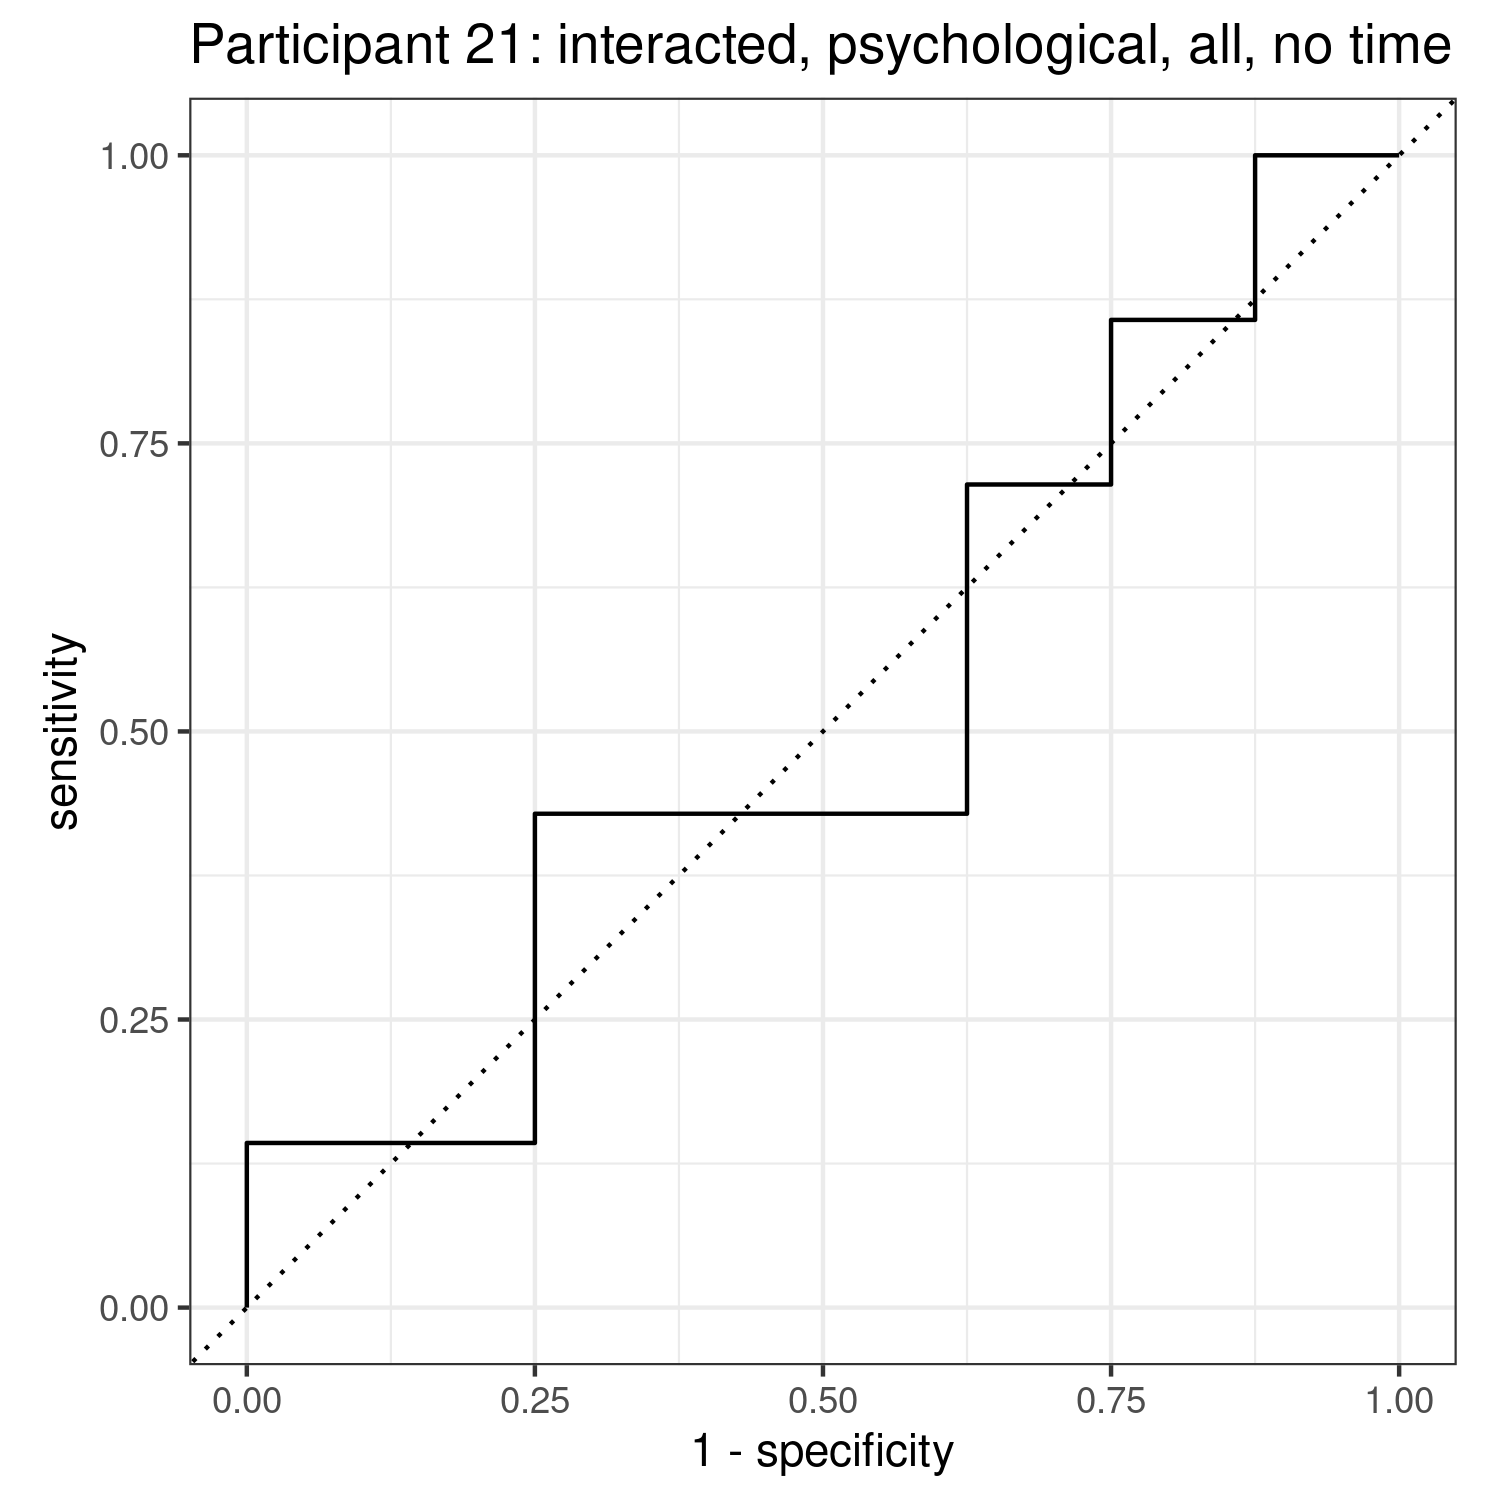 Participant 21: interacted, psychological, all, no time
1.00
0.75
0.50
0.25
0.00
sensitivity
0.00 0.25 0.50 0.75 1.00
1 - specificity